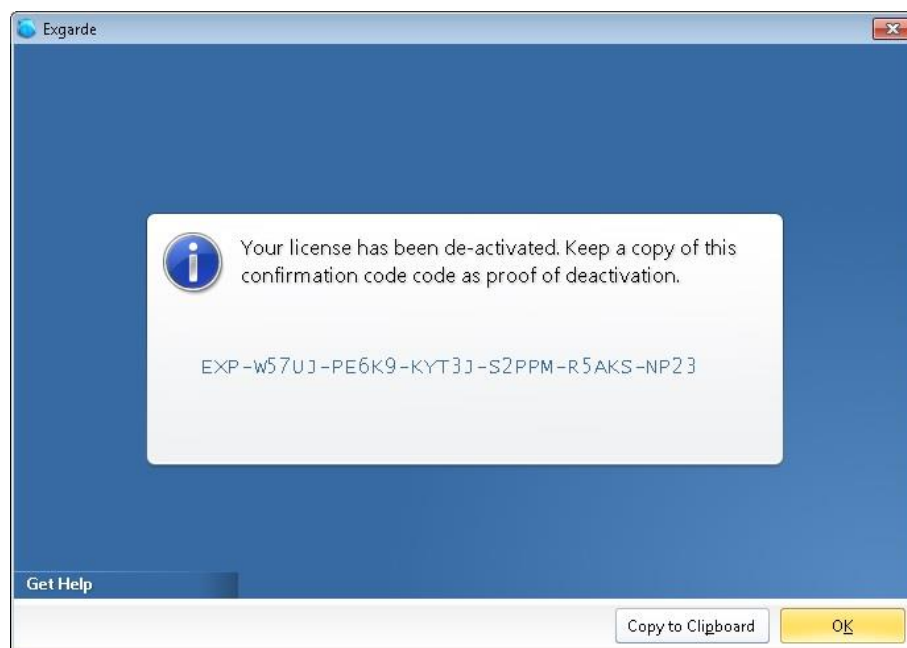 Exgarde
Your license has been de-activated. Keep a copy of this
confirmation code code as proof of deactivation.
EXP-W57UJ-PE6K9-KYT3J-S2PPM-R5AKS-NP23
Get Help
Copy to Clipboard
OK